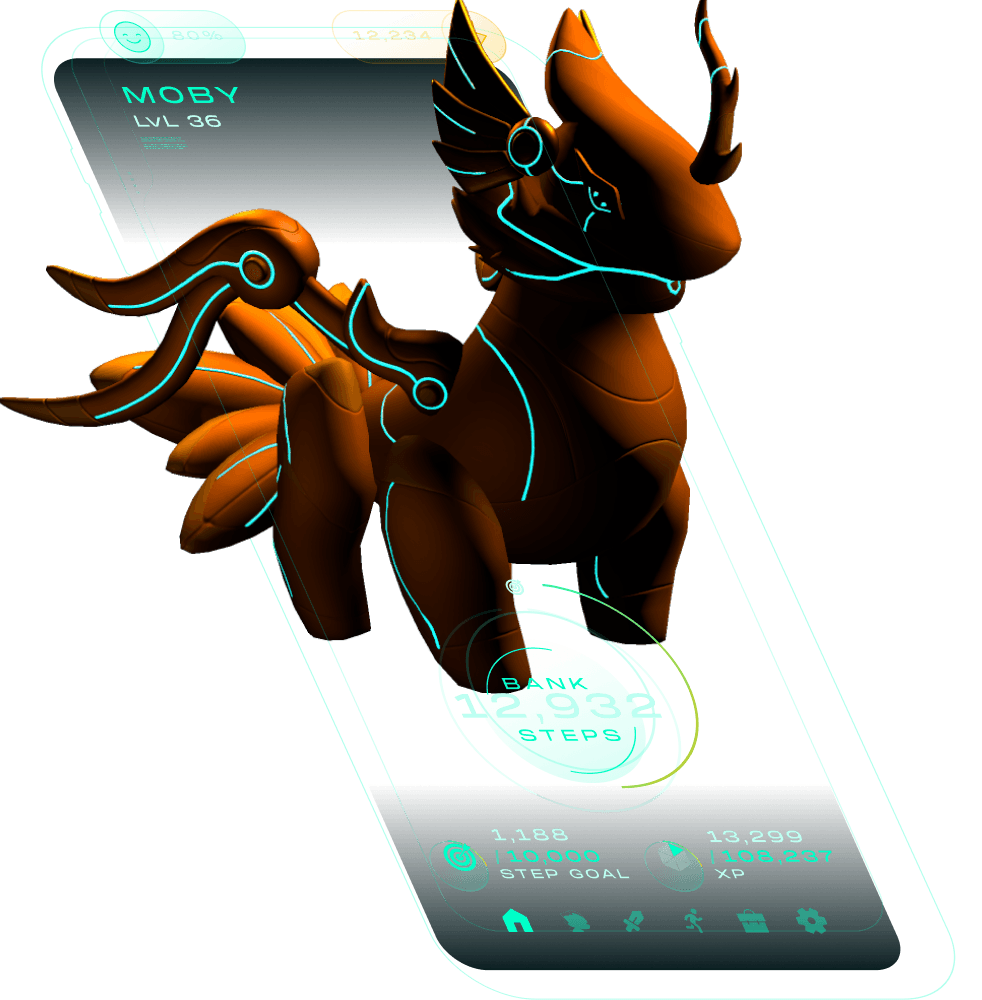 80%
12,234
MOBY
LVL 36
BANK
12,932
STEPS
1,188
/10,000
STEP GOAL
13,299
/108,237
XP